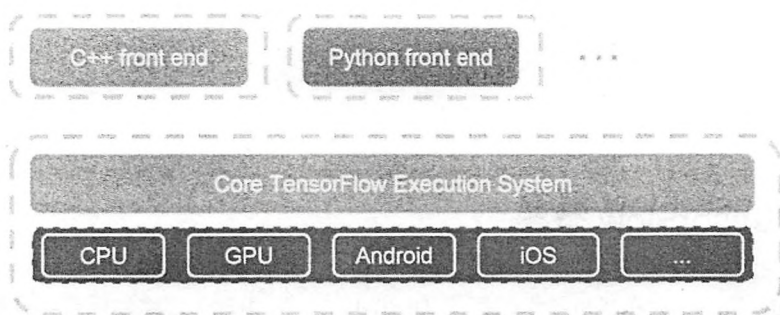 C++ front end Python front end ...
Core TensorFlow Execution System
CPU GPU Android iOS ...